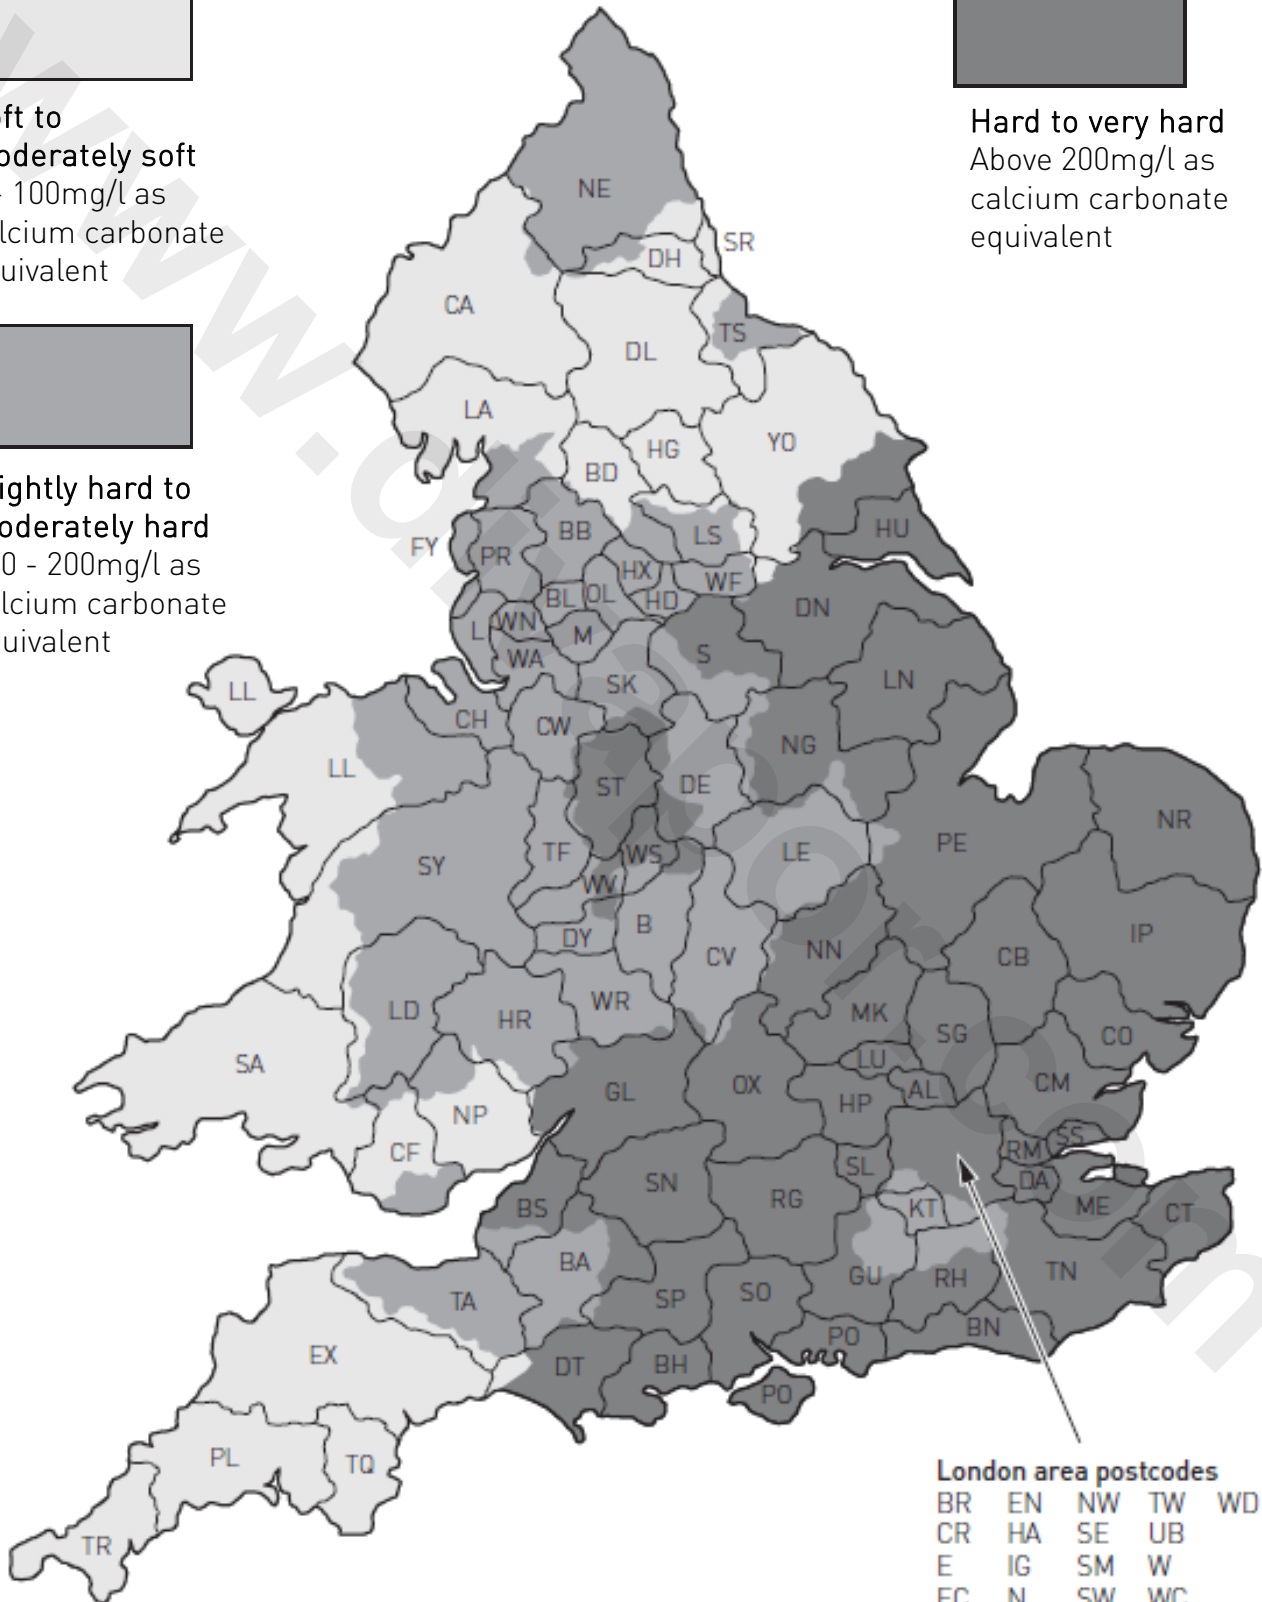 ft to
oderately soft
- 100mg/l as
lcium carbonate
uivalent
Hard to very hard
Above 200mg/l as
calcium carbonate
equivalent
ightly hard to
oderately hard
0 - 200mg/l as
lcium carbonate
quivalent
NE
SR
DH
CA
TS
DL
LA
HG
YO
BD
HU
BB
LS
FY
PR
HX
WF
BL
OL
HD
DN
L
WN
M
WA
S
SK
LN
LL
CH
CW
NG
LL
ST
DE
NR
PE
SY
TF
WS
LE
WV
B
DY
CV
NN
CB
IP
LD
HR
WR
MK
SG
CO
SA
LU
GL
OX
AL
CM
HP
NP
SS
CF
RM
SL
DA
SN
RG
BS
KT
ME
CT
BA
GU
RH
TN
TA
SP
SO
EX
PO
BN
DT
BH
PO
PL
TQ
TR
London area postcodes
BR EN NW TW WD
CR HA SE UB
E IG SM W
EC N SW WC